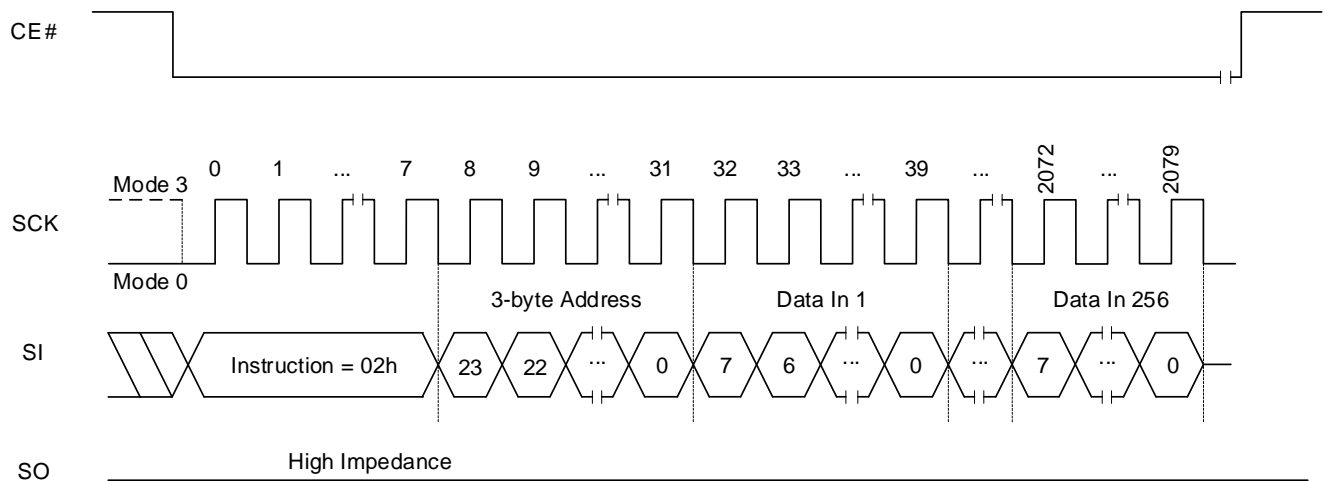 CE#
0 1 ... 7 8 9 ... 31 32 33 ... 39 ... 2072 ... 2079
Mode 3
SCK
Mode 0
3-byte Address Data In 1 Data In 256
SI Instruction = 02h 23 22 ... 0 7 6 ... 0 ... 7 ... 0
High Impedance
SO